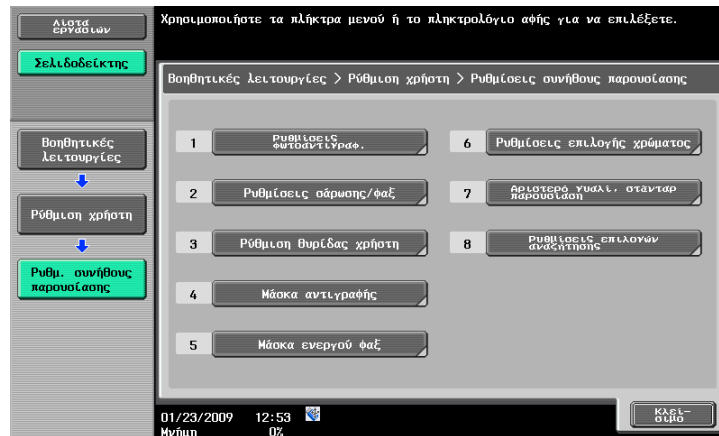 Λίστα
εργασιών
Χρησιμοποιήστε τα πλήκτρα μενού ή το πληκτρολόγιο αφής για να επιλέξετε.
Σελιδοδείκτης
Βοηθητικές λειτουργίες > Ρύθμιση χρήστη > Ρυθμίσεις συνήθους παρουσίασης
Βοηθητικές
λειτουργίες
Ρύθμιση χρήστη
Ρυθμ. συνήθους
παρουσίασης
1 Ρυθμίσεις
φωτοαντιγραφ.
2 Ρυθμίσεις σάρωσης/φαξ
3 Ρύθμιση θυρίδας χρήστη
4 Μάσκα αντιγραφής
5 Μάσκα ενεργού φαξ
6 Ρυθμίσεις επιλογής χρώματος
7 Αριστερό γυαλί. στάνταρ
παρουσίαση
8 Ρυθμίσεις επιλογών
αναζήτησης
01/23/2009 12:53
Μνήμη 0%
Κλεί-
σιμο